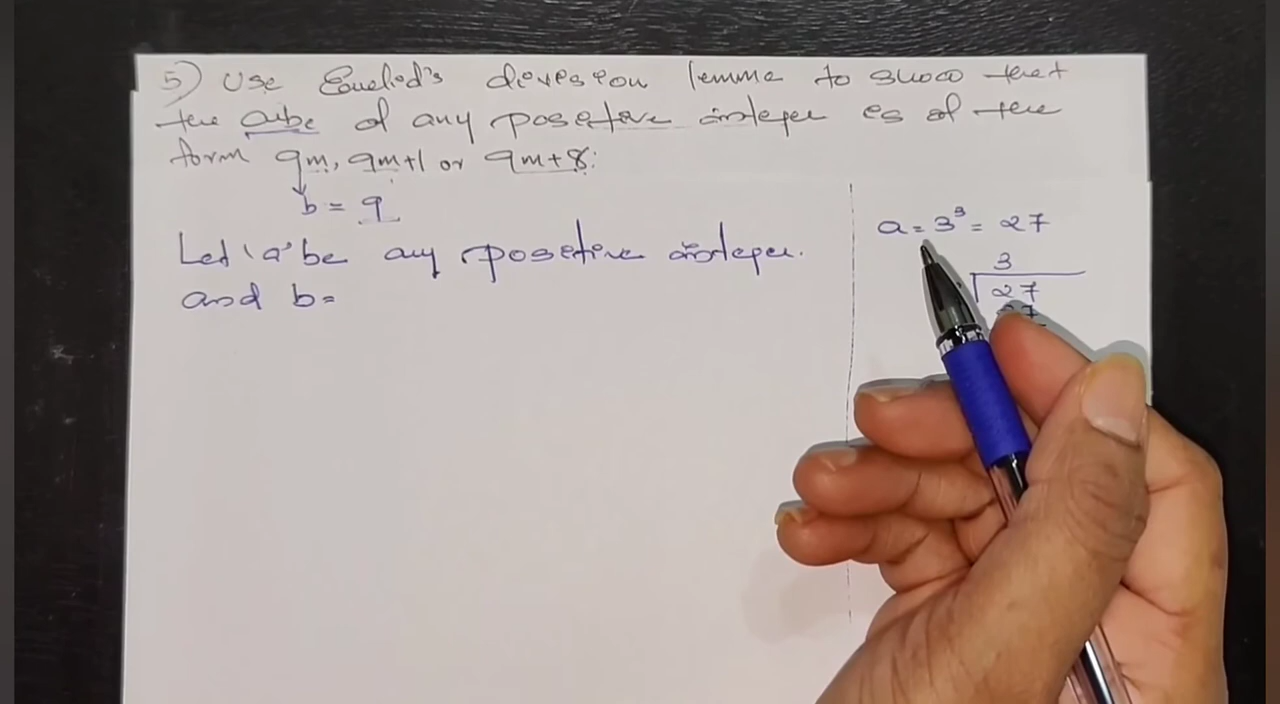 5) Use Euclid's division lemma to show that
the cube of any positive integer is of the
form 9m, 9m+1 or 9m+8.
b = 9
Let 'a' be any positive integer.
and b=
a = 3³ = 27
3
27
27